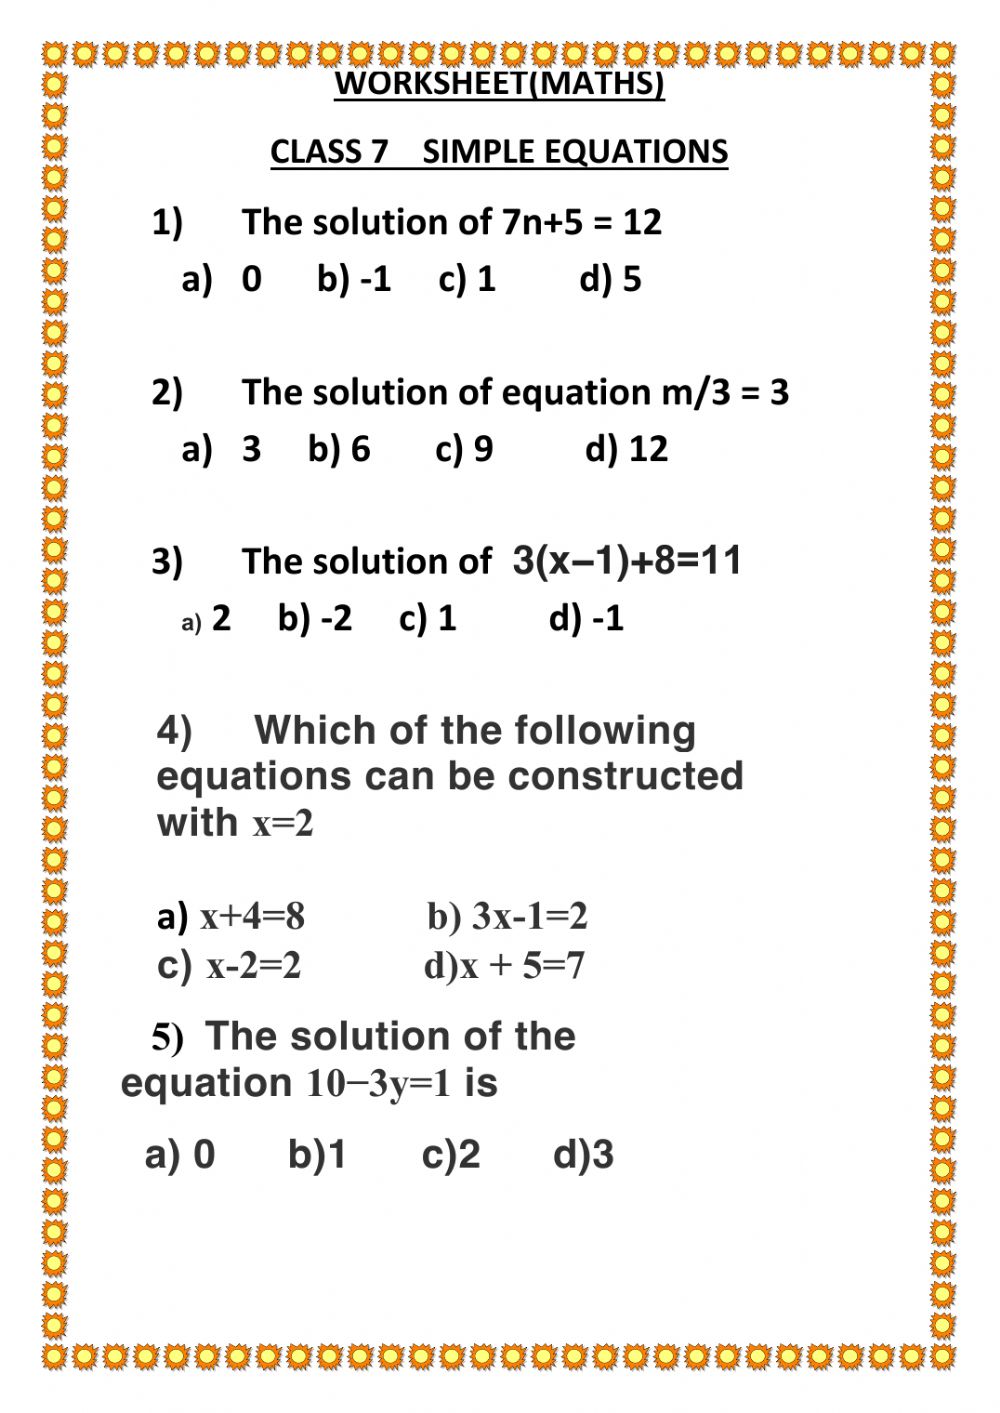 WORKSHEET(MATHS)
CLASS 7 SIMPLE EQUATIONS
1) The solution of 7n+5 = 12
a) 0 b) -1 c) 1 d) 5
2) The solution of equation m/3 = 3
a) 3 b) 6 c) 9 d) 12
3) The solution of 3(x–1)+8=11
a) 2 b) -2 c) 1 d) -1
4) Which of the following
equations can be constructed
with x=2
a) x+4=8 b) 3x-1=2
c) x-2=2 d)x + 5=7
5) The solution of the
equation 10−3y=1 is
a) 0 b)1 c)2 d)3